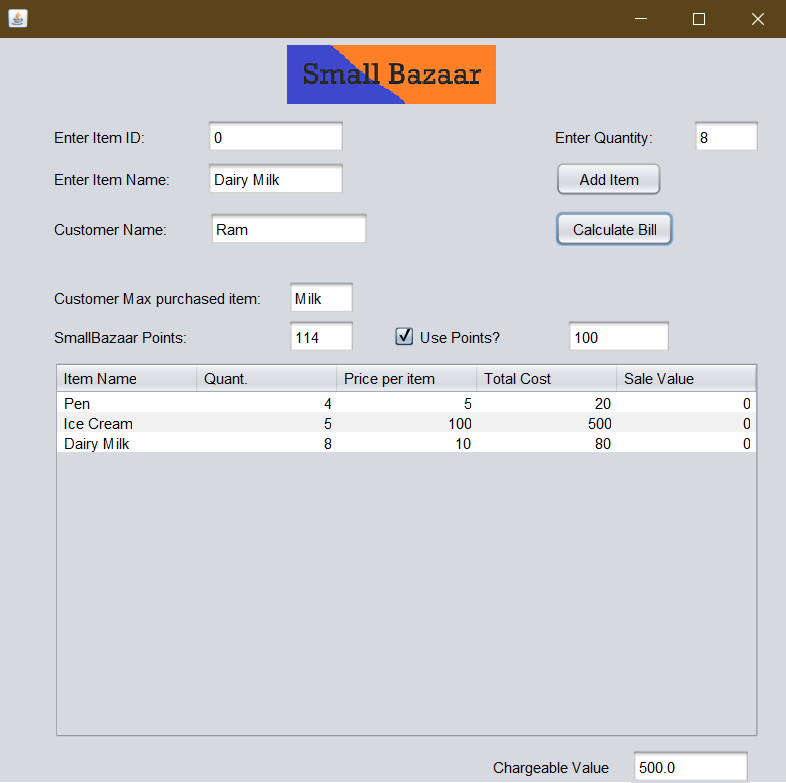 Small Bazaar
Enter Item ID: 0 Enter Quantity: 8
Enter Item Name: Dairy Milk Add Item
Customer Name: Ram Calculate Bill
Customer Max purchased item: Milk
SmallBazaar Points: 114 Use Points? 100
Item Name Quant. Price per item Total Cost Sale Value
Pen 4 5 20 0
Ice Cream 5 100 500 0
Dairy Milk 8 10 80 0
Chargeable Value 500.0